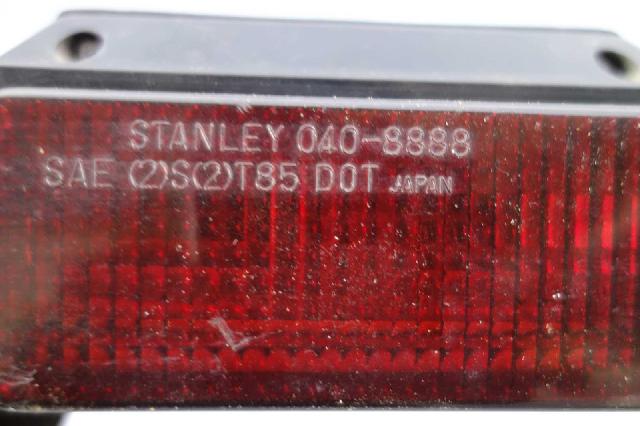 STANLEY 040-8888
SAE (2)S(2)T85 DOT JAPAN